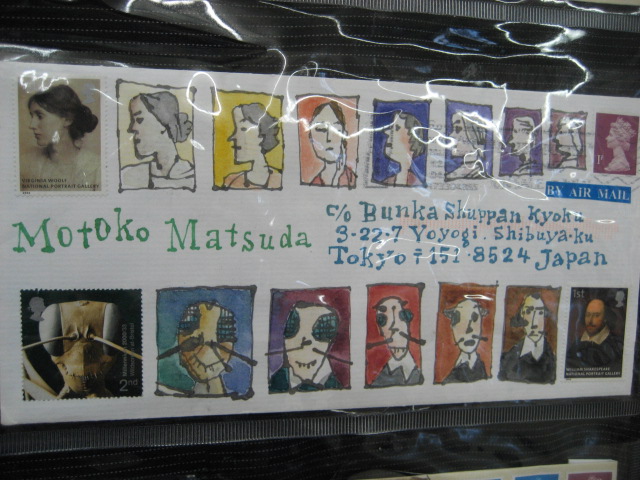 VIRGINIA WOOLF
NATIONAL PORTRAIT GALLERY
1st
BY AIR MAIL
Motoko Matsuda
c/o Bunka Shuppan Kyoku
3-22-7 Yoyogi. Shibuya-ku
Tokyo 〒151-8524 Japan
2nd
1st
WILLIAM SHAKESPEARE
NATIONAL PORTRAIT GALLERY